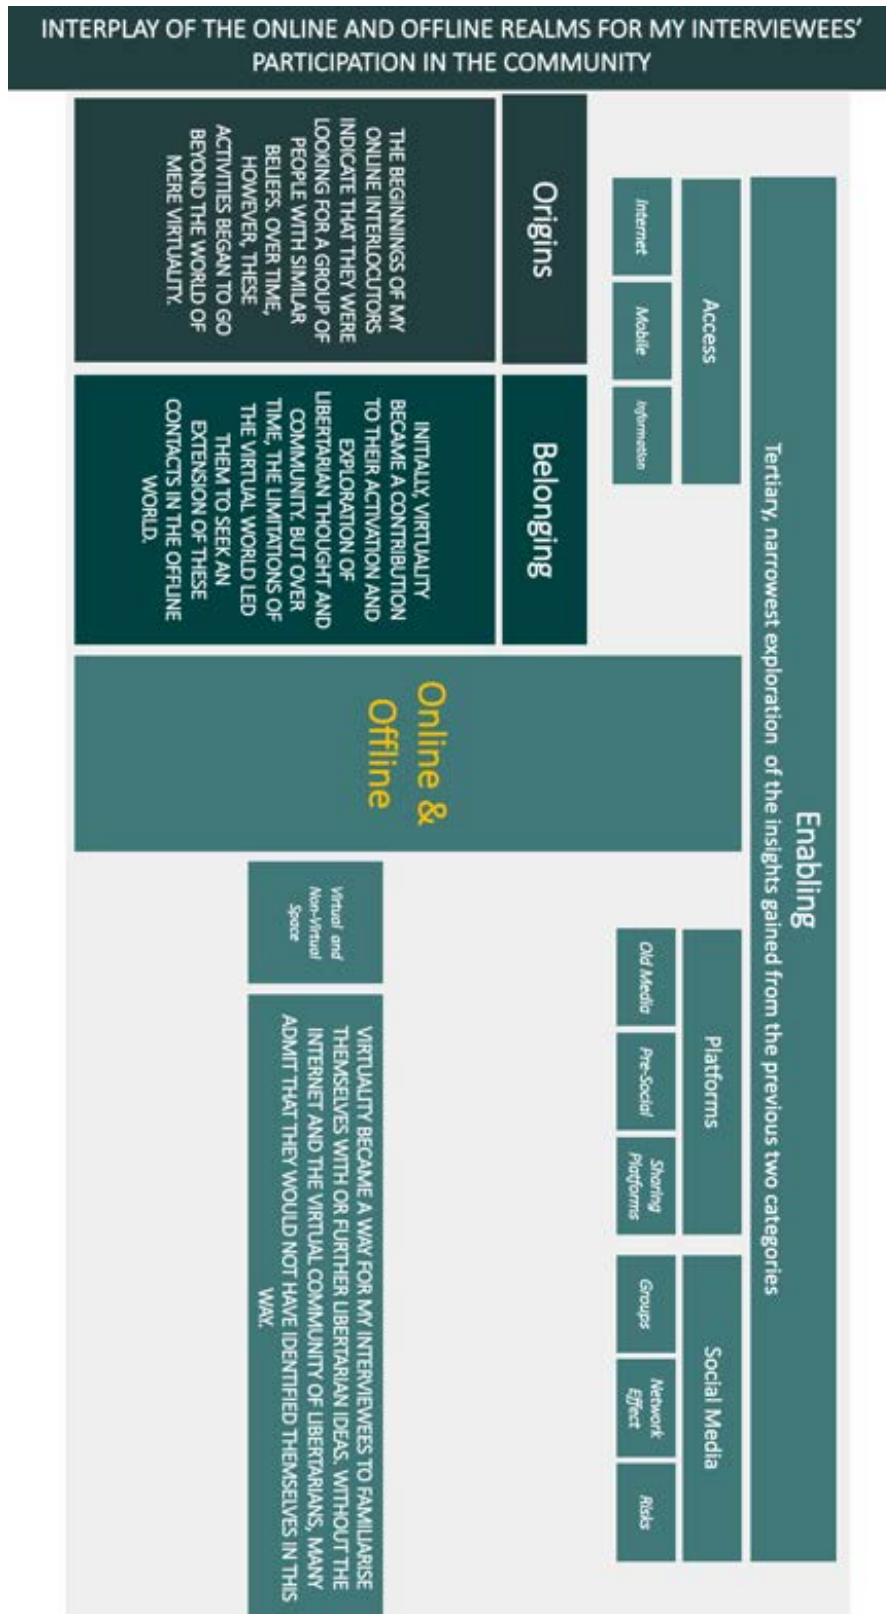 INTERPLAY OF THE ONLINE AND OFFLINE REALMS FOR MY INTERVIEWEES'
PARTICIPATION IN THE COMMUNITY
Enabling
Tertiary, narrowest exploration of the insights gained from the previous two categories
Access
Internet
Mobile
Information
Platforms
Old Media
Pre-Social
Sharing
Platforms
Social Media
Groups
Network
Effect
Risks
Origins
THE BEGINNINGS OF MY
ONLINE INTERLOCUTORS
INDICATE THAT THEY WERE
LOOKING FOR A GROUP OF
PEOPLE WITH SIMILAR
BELIEFS. OVER TIME,
HOWEVER, THESE
ACTIVITIES BEGAN TO GO
BEYOND THE WORLD OF
MERE VIRTUALITY.
Belonging
INITIALLY, VIRTUALITY
BECAME A CONTRIBUTION
TO THEIR ACTIVATION AND
EXPLORATION OF
LIBERTARIAN THOUGHT AND
COMMUNITY. BUT OVER
TIME, THE LIMITATIONS OF
THE VIRTUAL WORLD LED
THEM TO SEEK AN
EXTENSION OF THESE
CONTACTS IN THE OFFLINE
WORLD.
Online &
Offline
Virtual and
Non-Virtual
Space
VIRTUALITY BECAME A WAY FOR MY INTERVIEWEES TO FAMILIARISE
THEMSELVES WITH OR FURTHER LIBERTARIAN IDEAS. WITHOUT THE
INTERNET AND THE VIRTUAL COMMUNITY OF LIBERTARIANS, MANY
ADMIT THAT THEY WOULD NOT HAVE IDENTIFIED THEMSELVES IN THIS
WAY.